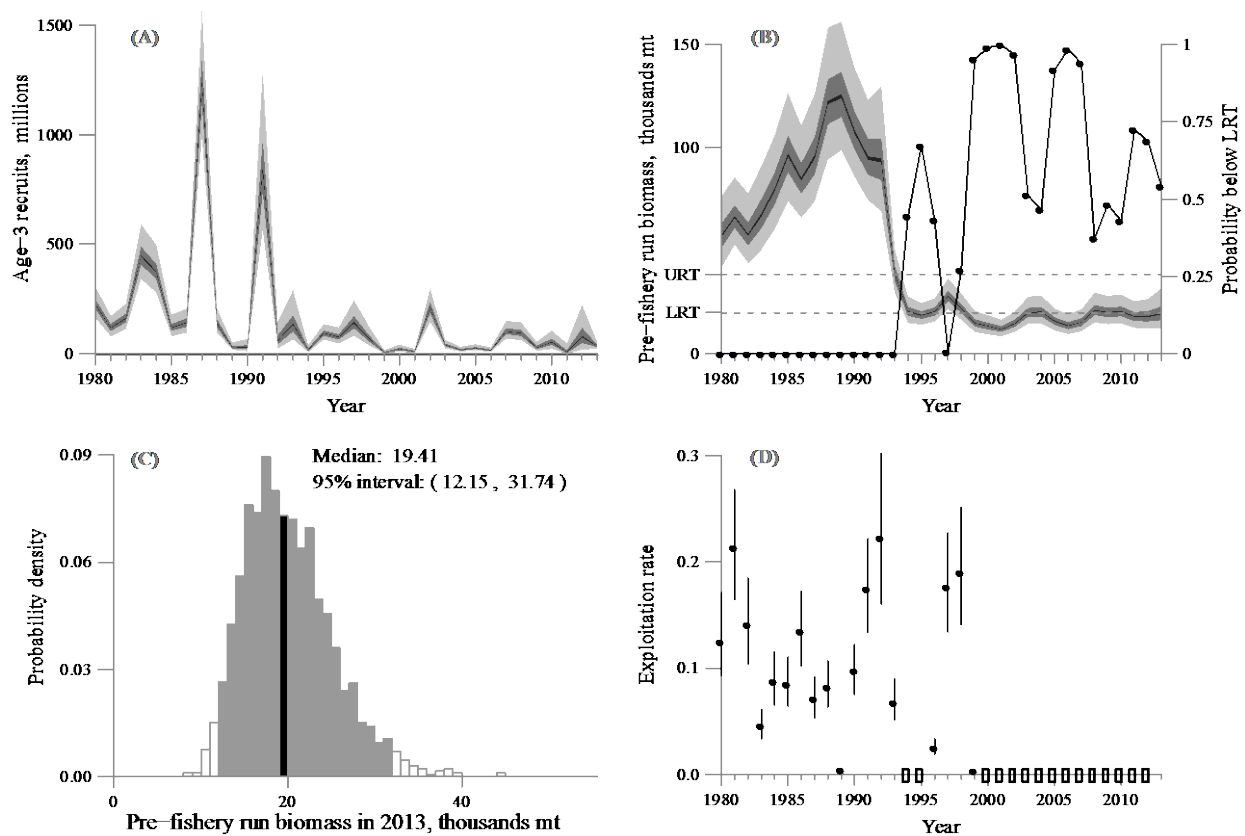 (A)
Age-3 recruits, millions
1500
1000
500
0
1980 1985 1990 1995 2000 2005 2010
Year
(B)
Pre-fishery run biomass, thousands mt
150
100
URT
LRT
0
1
0.75
0.5
0.25
0
Probability below LRT
1980 1985 1990 1995 2000 2005 2010
Year
(C)
Median: 19.41
95% interval: ( 12.15 , 31.74 )
Probability density
0.09
0.06
0.03
0.00
0 20 40
Pre-fishery run biomass in 2013, thousands mt
(D)
Exploitation rate
0.3
0.2
0.1
0.0
1980 1985 1990 1995 2000 2005 2010
Year